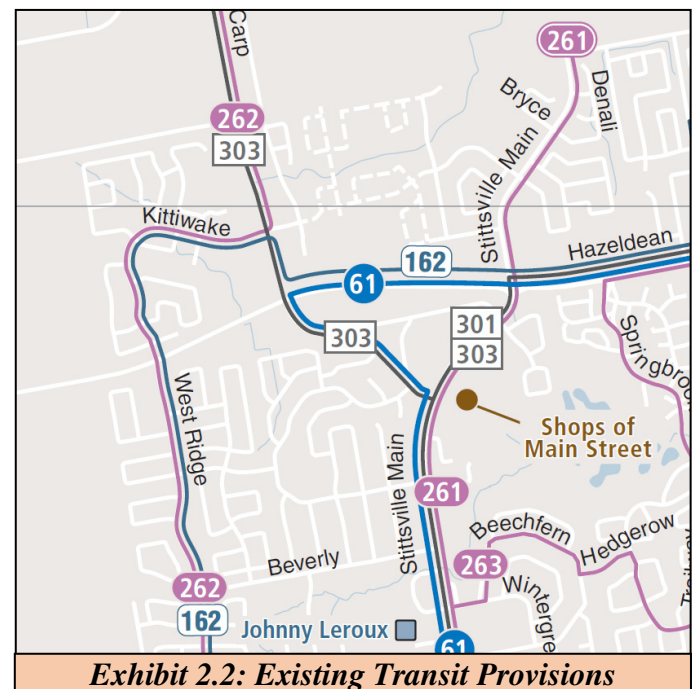 Carp
261
Denali
Bryce
262
303
Stittsville Main
Kittiwake
Hazeldean
162
61
303
301
303
Springbrook
West Ridge
Shops of
Main Street
Stittsville Main
261
Beechfern
Hedgerow
263
Beverly
Wintergre
262
162
Johnny Leroux
61
Exhibit 2.2: Existing Transit Provisions